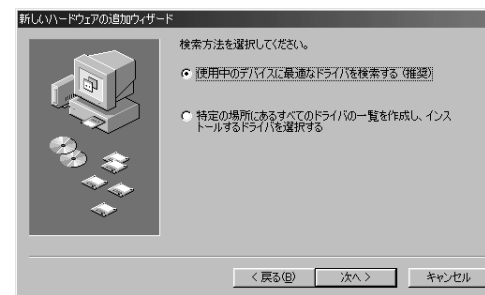 新しいハードウェアの追加ウィザード
検索方法を選択してください。
使用中のデバイスに最適なドライバを検索する (推奨)
特定の場所にあるすべてのドライバの一覧を作成し、インス
トールするドライバを選択する
< 戻る(B)
次へ >
キャンセル